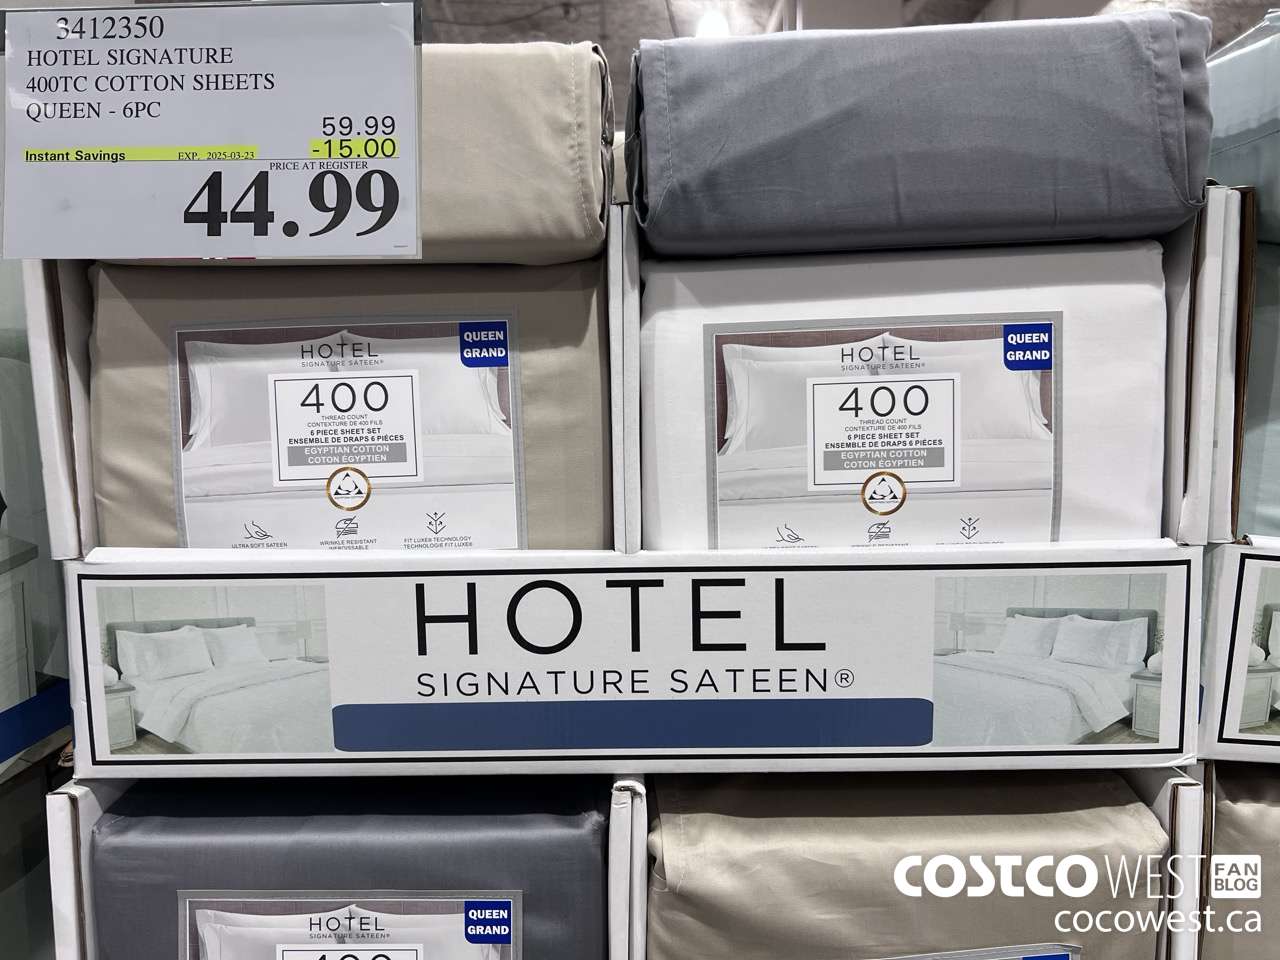 3412350
HOTEL SIGNATURE
400TC COTTON SHEETS
QUEEN - 6PC
59.99
Instant Savings EXP. 2025-03-23 -15.00
PRICE AT REGISTER
44.99
HOTEL
SIGNATURE SATEEN®
QUEEN
GRAND
400
THREAD COUNT
CONTEXTURE DE 400 FILS
6 PIECE SHEET SET
ENSEMBLE DE DRAPS 6 PIÈCES
EGYPTIAN COTTON
COTON ÉGYPTIEN
ULTRA SOFT SATEEN
WRINKLE RESISTANT
INFROISSABLE
FIT LUXE® TECHNOLOGY
TECHNOLOGIE FIT LUXE®
HOTEL
SIGNATURE SATEEN®
QUEEN
GRAND
400
THREAD COUNT
CONTEXTURE DE 400 FILS
6 PIECE SHEET SET
ENSEMBLE DE DRAPS 6 PIÈCES
EGYPTIAN COTTON
COTON ÉGYPTIEN
HOTEL
SIGNATURE SATEEN®
HOTEL
SIGNATURE SATEEN®
QUEEN
GRAND
400
COSTCO WEST FAN BLOG
cocowest.ca